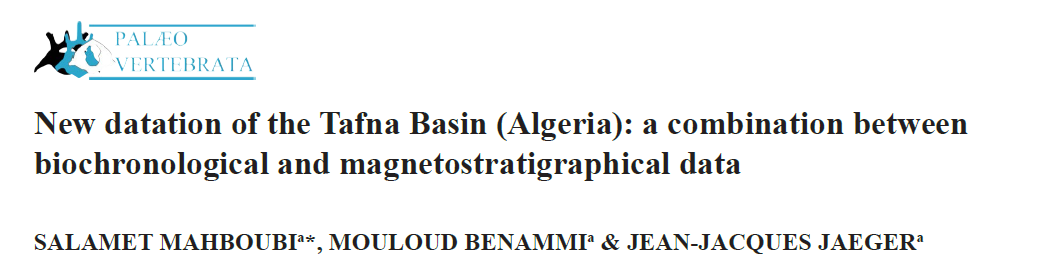 PALÆO
VERTEBRATA
New datation of the Tafna Basin (Algeria): a combination between
biochronological and magnetostratigraphical data
SALAMET MAHBOUBIᵃ*, MOULOUD BENAMMIᵃ & JEAN-JACQUES JAEGERᵃ